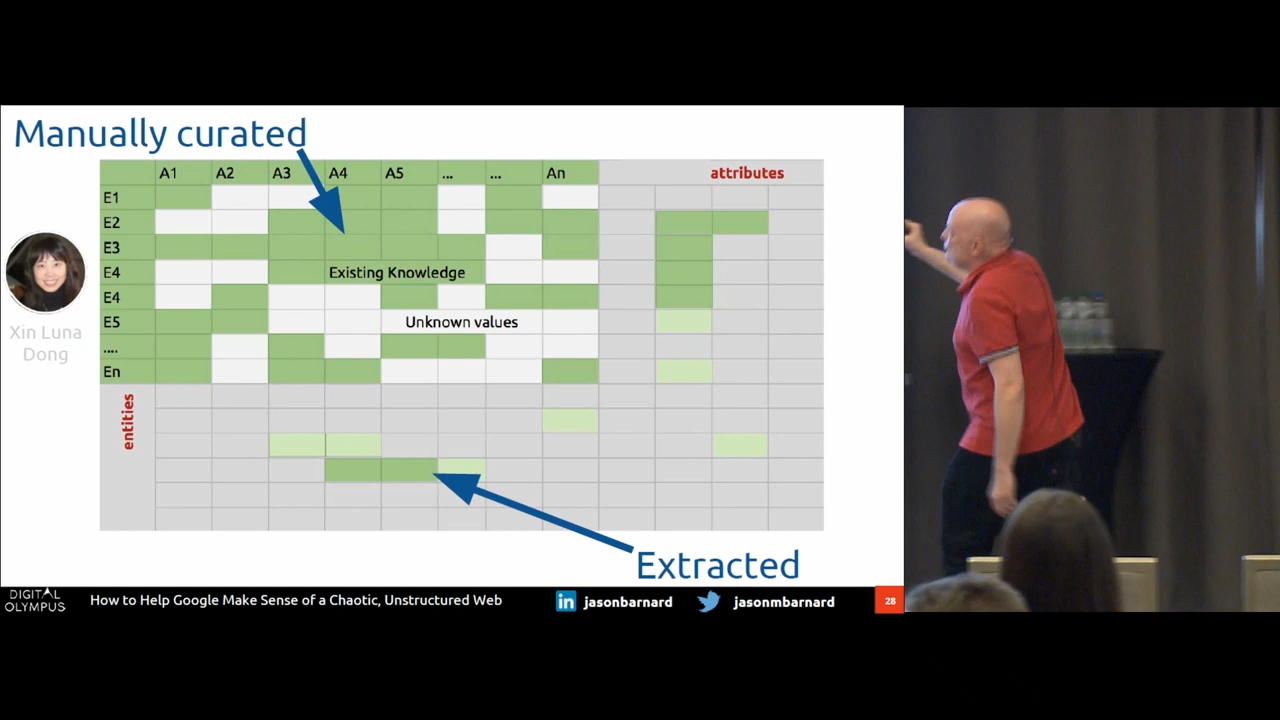 Manually curated
A1 A2 A3 A4 A5 ... ... An attributes
E1
E2
E3
E4 Existing Knowledge
E4
E5 Unknown values
....
En
entities
Xin Luna
Dong
Extracted
DIGITAL
OLYMPUS
How to Help Google Make Sense of a Chaotic, Unstructured Web
in jasonbarnard
jasonmbarnard
28